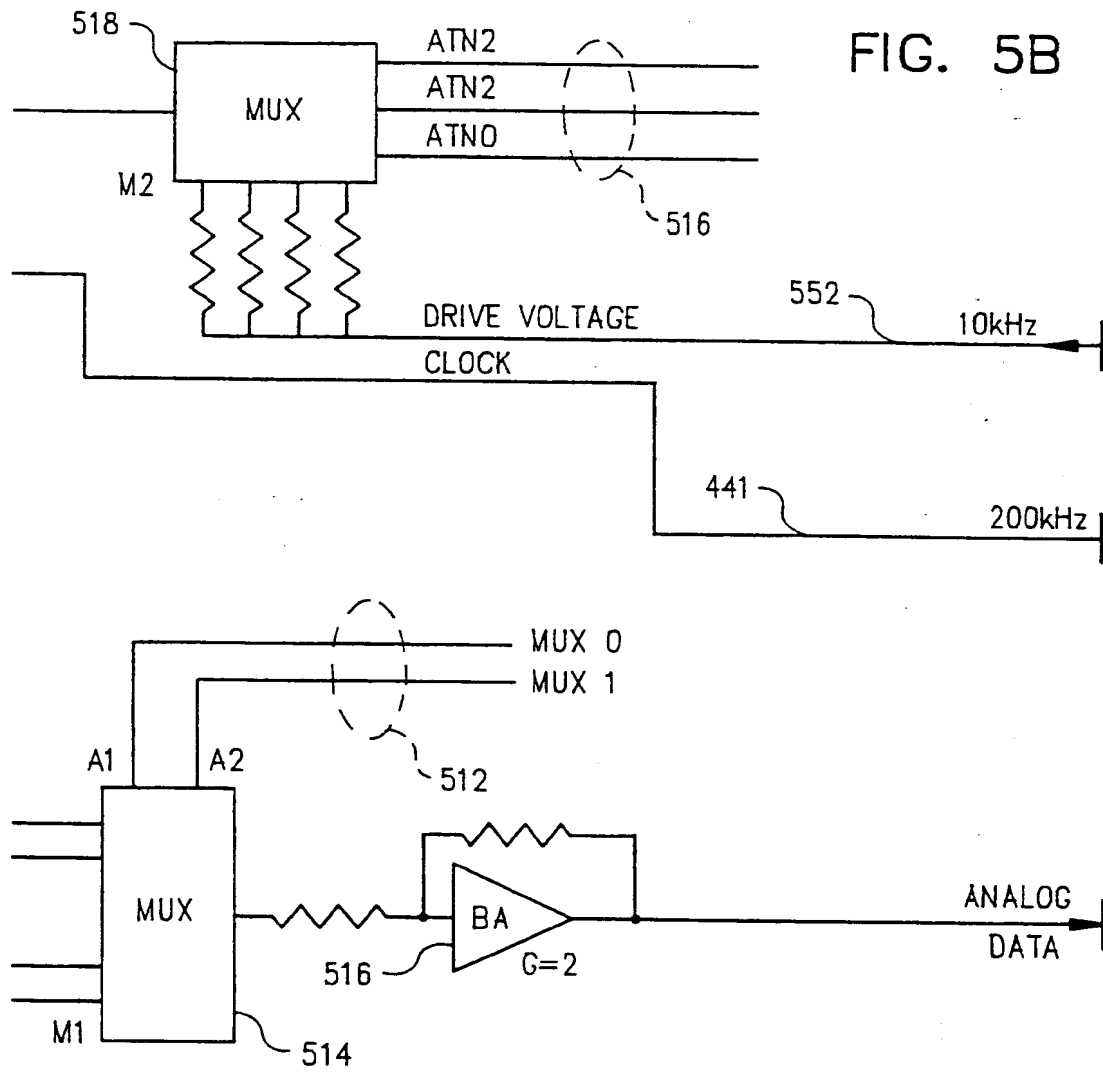 518
ATN2
FIG. 5B
MUX
ATN2
ATN0
M2
516
552
DRIVE VOLTAGE
10kHz
CLOCK
441
200kHz
MUX 0
MUX 1
A1
A2
512
MUX
BA
ANALOG
DATA
516
G=2
M1
514